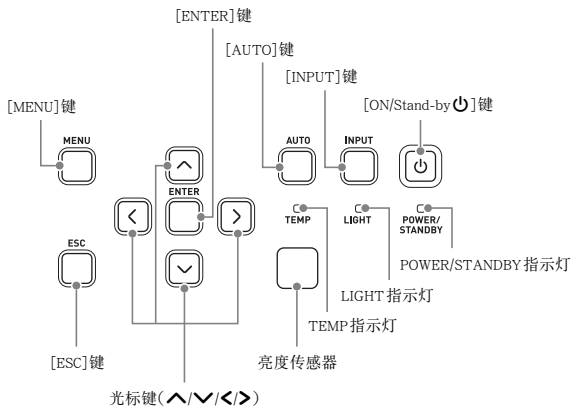 [ENTER]键
[AUTO]键
[INPUT]键
[MENU]键
[ON/Stand-by⏻]键
MENU
AUTO
INPUT
ENTER
TEMP
LIGHT
POWER/
STANDBY
ESC
POWER/STANDBY指示灯
LIGHT指示灯
TEMP指示灯
[ESC]键
亮度传感器
光标键(∧/∨/</>)